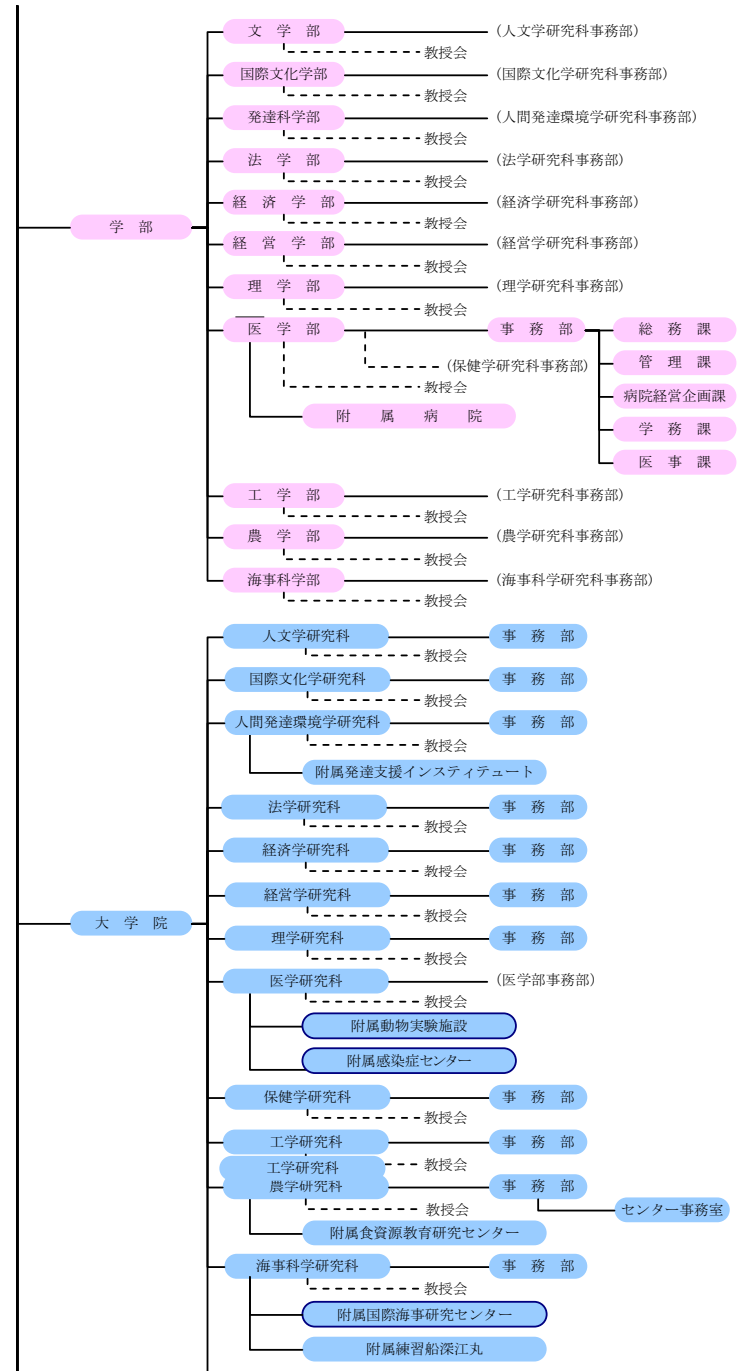 文 学 部 (人文学研究科事務部)
教授会
国際文化学部 (国際文化学研究科事務部)
教授会
発達科学部 (人間発達環境学研究科事務部)
教授会
法 学 部 (法学研究科事務部)
教授会
経 済 学 部 (経済学研究科事務部)
教授会
学 部
経 営 学 部 (経営学研究科事務部)
教授会
理 学 部 (理学研究科事務部)
教授会
医 学 部 事 務 部 総 務 課
管 理 課
(保健学研究科事務部)
教授会
病院経営企画課
附 属 病 院
学 務 課
医 事 課
工 学 部 (工学研究科事務部)
教授会
農 学 部 (農学研究科事務部)
教授会
海事科学部 (海事科学研究科事務部)
教授会
人文学研究科 事 務 部
教授会
国際文化学研究科 事 務 部
教授会
人間発達環境学研究科 事 務 部
教授会
附属発達支援インスティテュート
法学研究科 事 務 部
教授会
経済学研究科 事 務 部
教授会
経営学研究科 事 務 部
教授会
大 学 院
理学研究科 事 務 部
教授会
医学研究科 (医学部事務部)
教授会
附属動物実験施設
附属感染症センター
保健学研究科 事 務 部
教授会
工学研究科 事 務 部
教授会
工学研究科
農学研究科 事 務 部
教授会 センター事務室
附属食資源教育研究センター
海事科学研究科 事 務 部
教授会
附属国際海事研究センター
附属練習船深江丸